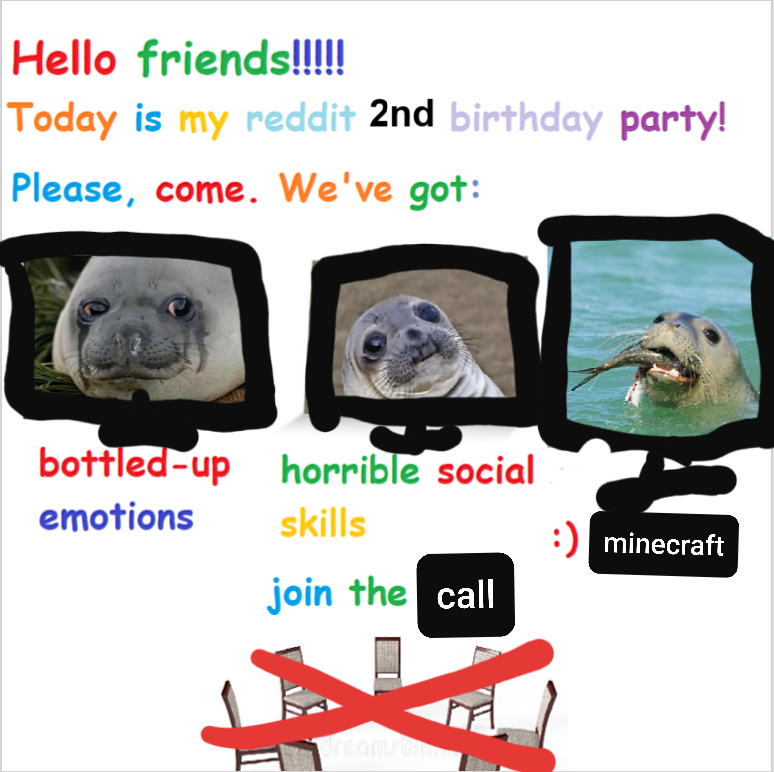 Hello friends!!!!!
Today is my reddit 2nd birthday party!
Please, come. We've got:
bottled-up
emotions
horrible social
skills
:) minecraft
join the call